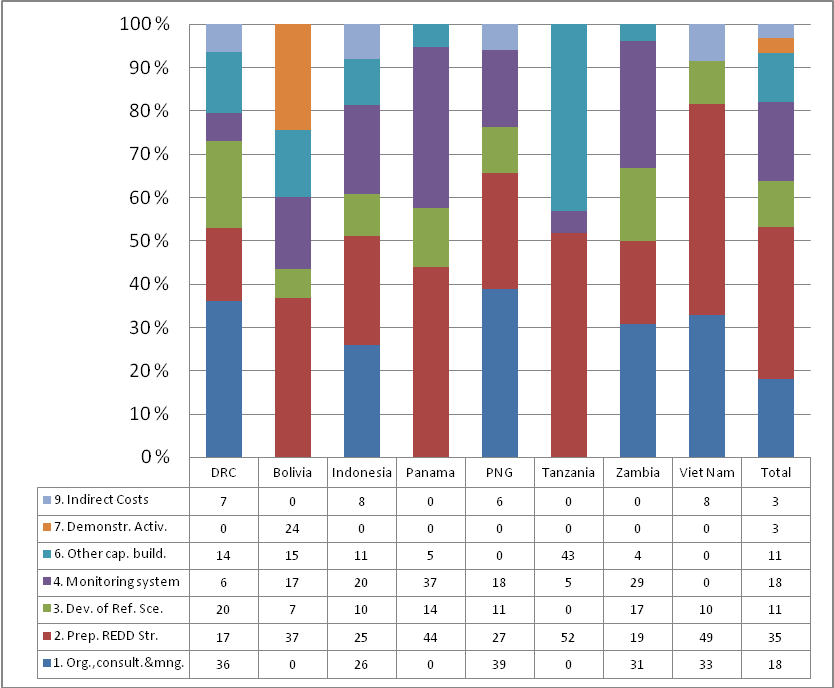 100 %
90 %
80 %
70 %
60 %
50 %
40 %
30 %
20 %
10 %
0 %
DRC Bolivia Indonesia Panama PNG Tanzania Zambia Viet Nam Total
9. Indirect Costs 7 0 8 0 6 0 0 8 3
7. Demonstr. Activ. 0 24 0 0 0 0 0 0 3
6. Other cap. build. 14 15 11 5 0 43 4 0 11
4. Monitoring system 6 17 20 37 18 5 29 0 18
3. Dev. of Ref. Sce. 20 7 10 14 11 0 17 10 11
2. Prep. REDD Str. 17 37 25 44 27 52 19 49 35
1. Org.,consult.&mng. 36 0 26 0 39 0 31 33 18